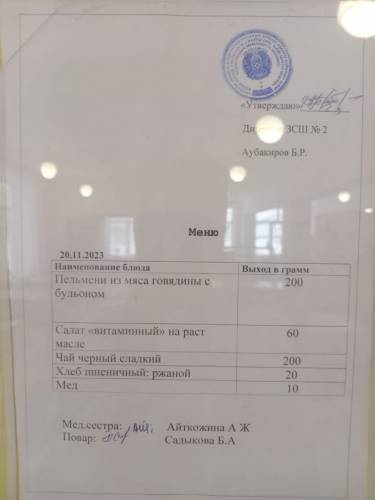 «Утверждаю»
ЗСШ № 2
Аубакиров Б.Р.
Меню
20.11.2023
Наименование блюда Выход в грамм
Пельмени из мяса говядины с 200
бульоном
Салат «витаминный» на раст 60
масле
Чай черный сладкий 200
Хлеб пшеничный: ржаной 20
Мед 10
Мед.сестра: Айткожина А Ж
Повар: Садыкова Б.А